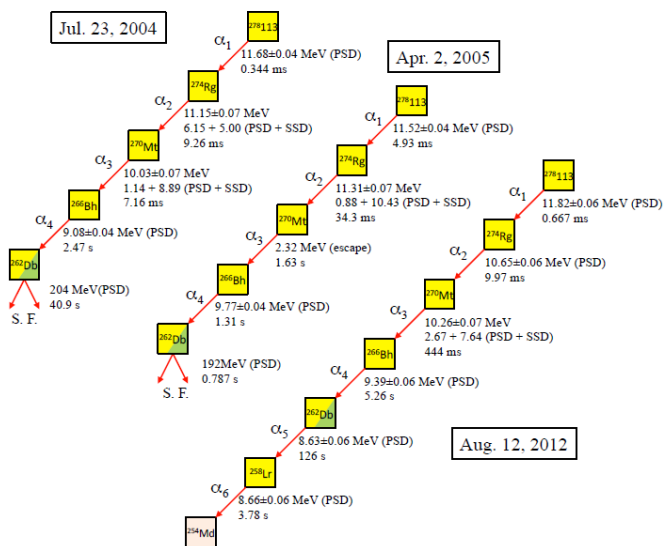 Jul. 23, 2004
²⁷⁸113
α₁
11.68±0.04 MeV (PSD)
0.344 ms
²⁷⁴Rg
α₂
11.15±0.07 MeV
6.15 + 5.00 (PSD + SSD)
9.26 ms
²⁷⁰Mt
α₃
10.03±0.07 MeV
1.14 + 8.89 (PSD + SSD)
7.16 ms
²⁶⁶Bh
α₄
9.08±0.04 MeV (PSD)
2.47 s
²⁶²Db
204 MeV(PSD)
40.9 s
S. F.
Apr. 2, 2005
²⁷⁸113
α₁
11.52±0.04 MeV (PSD)
4.93 ms
²⁷⁴Rg
α₂
11.31±0.07 MeV
0.88 + 10.43 (PSD + SSD)
34.3 ms
²⁷⁰Mt
α₃
2.32 MeV (escape)
1.63 s
²⁶⁶Bh
α₄
9.77±0.04 MeV (PSD)
1.31 s
²⁶²Db
192MeV (PSD)
0.787 s
S. F.
²⁷⁸113
α₁
11.82±0.06 MeV (PSD)
0.667 ms
²⁷⁴Rg
α₂
10.65±0.06 MeV (PSD)
9.97 ms
²⁷⁰Mt
α₃
10.26±0.07 MeV
2.67 + 7.64 (PSD + SSD)
444 ms
²⁶⁶Bh
α₄
9.39±0.06 MeV (PSD)
5.26 s
²⁶²Db
α₅
8.63±0.06 MeV (PSD)
126 s
²⁵⁸Lr
α₆
8.66±0.06 MeV (PSD)
3.78 s
²⁵⁴Md
Aug. 12, 2012